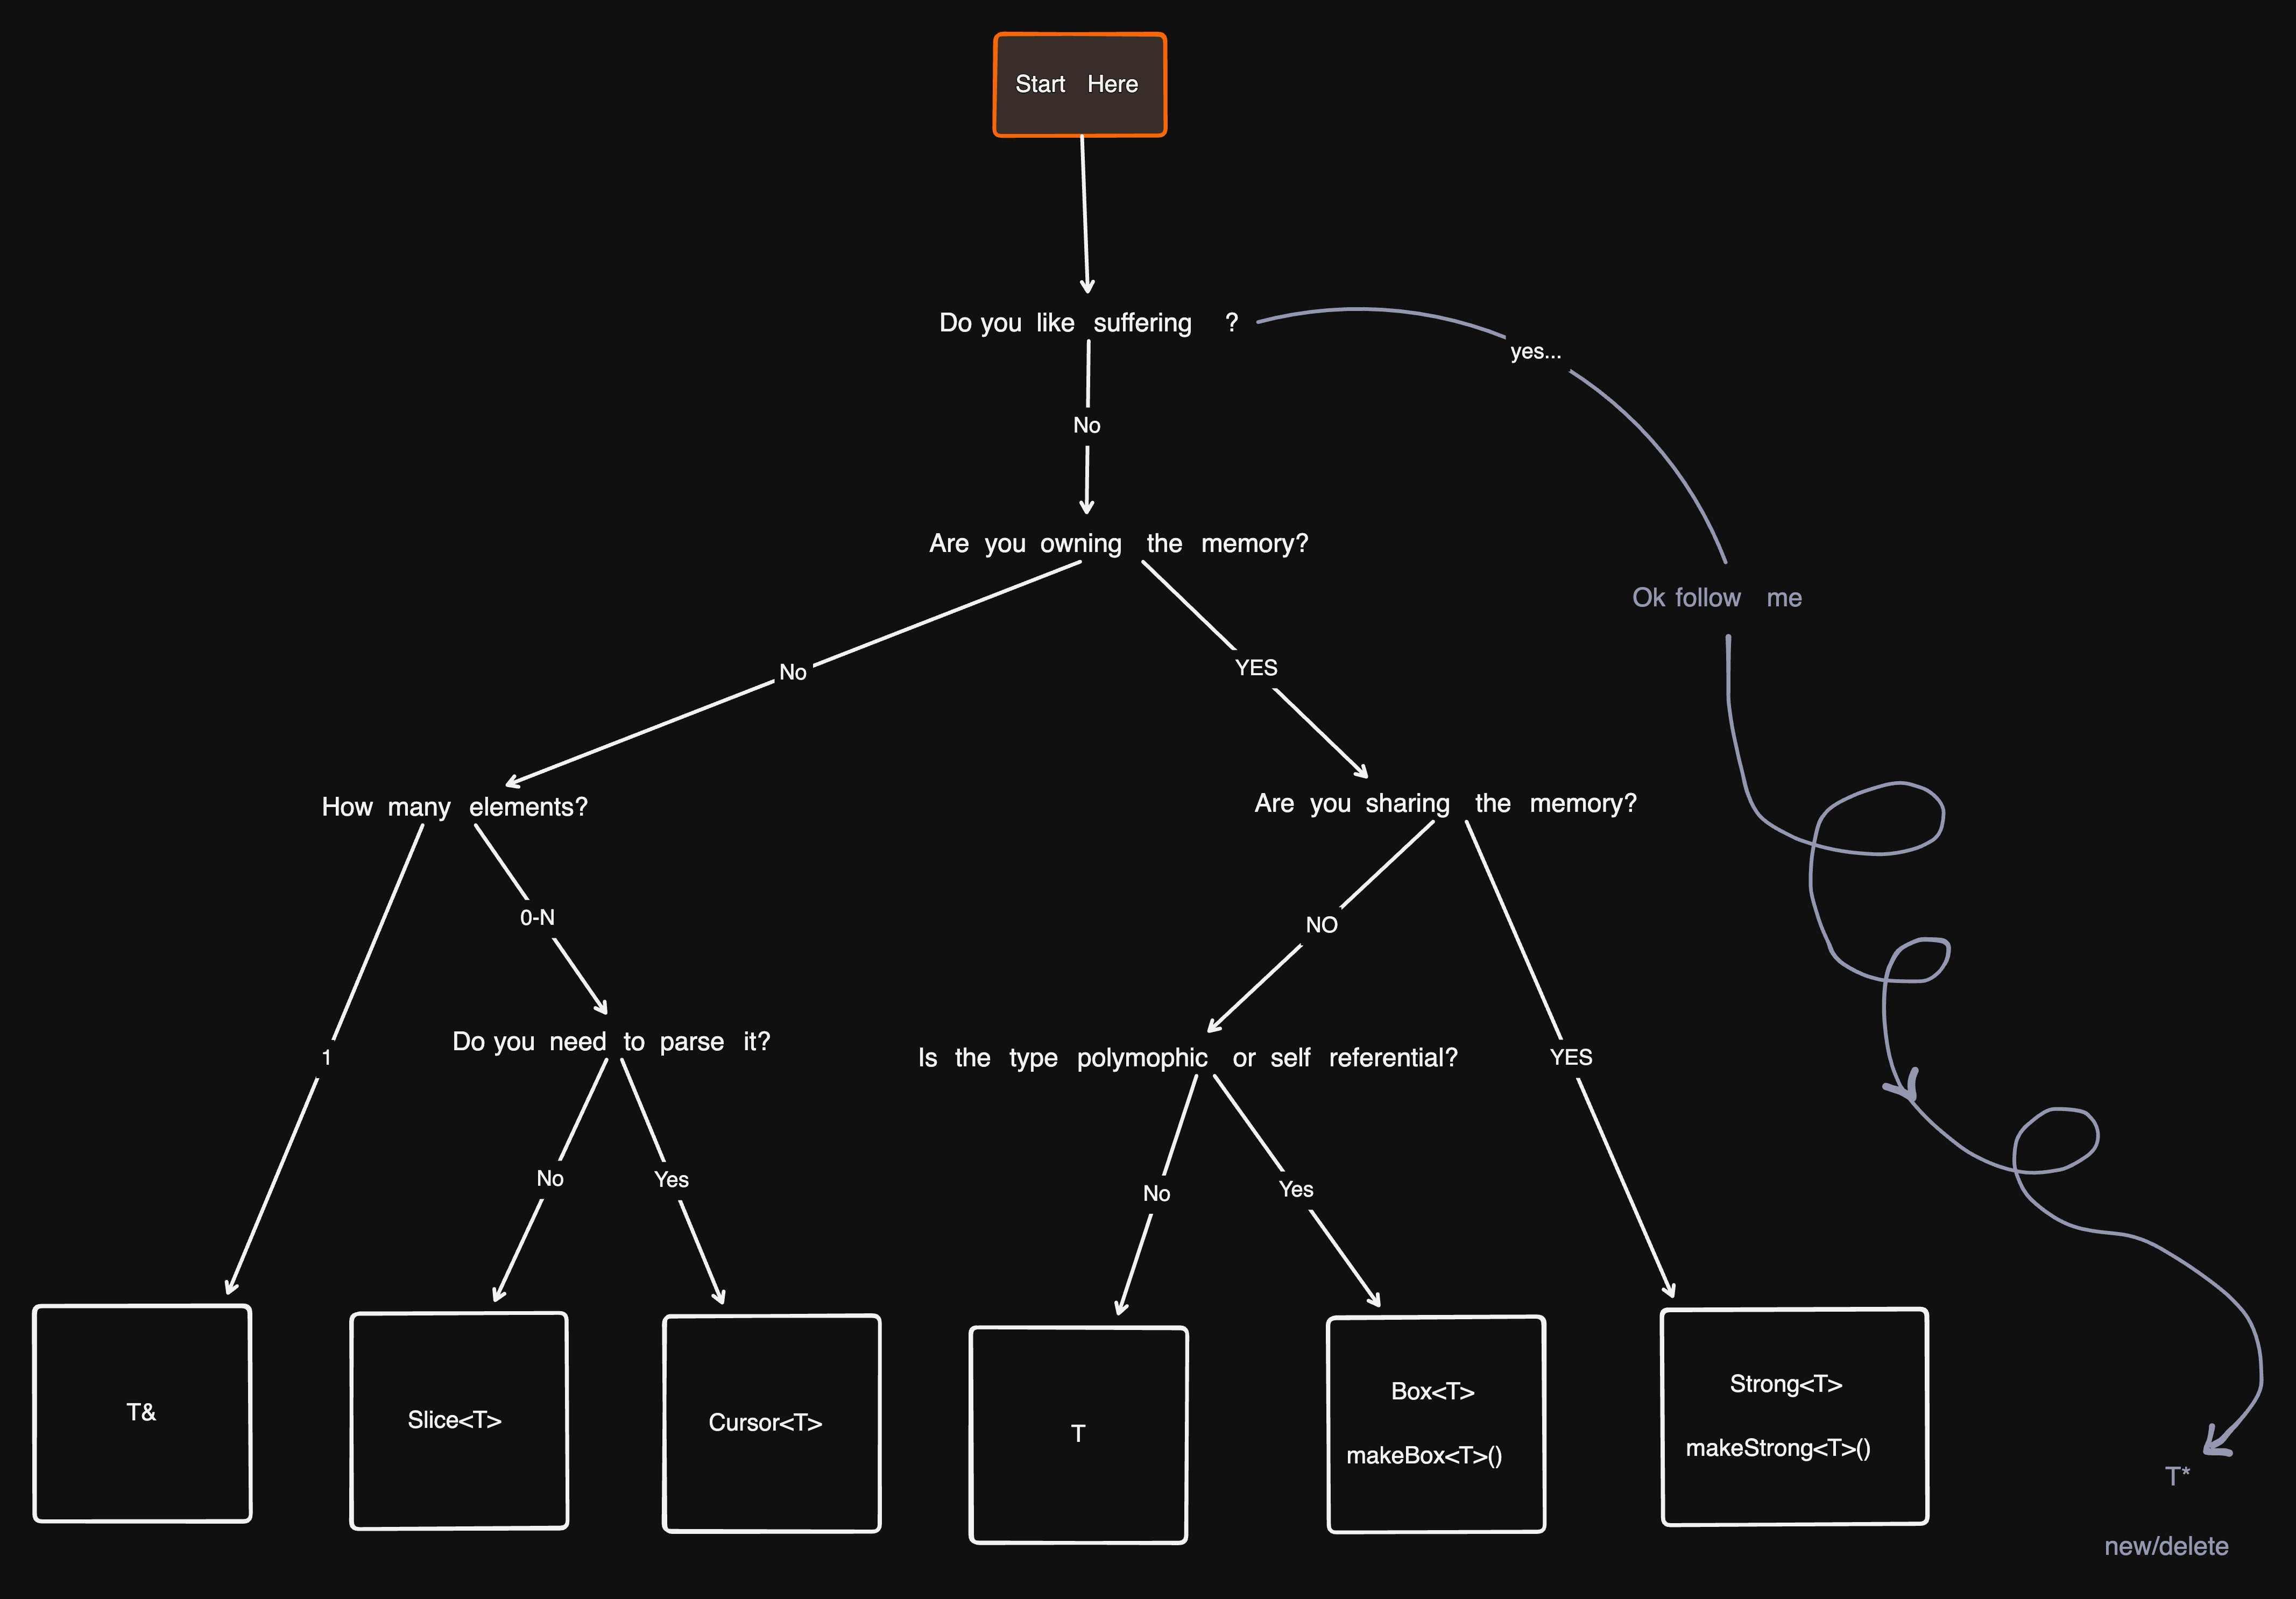 Start Here
Do you like suffering ?
yes...
No
Are you owning the memory?
Ok follow me
No
YES
How many elements?
Are you sharing the memory?
0-N
NO
Do you need to parse it?
1
Is the type polymophic or self referential?
YES
No
Yes
No
Yes
T&
Slice<T>
Cursor<T>
T
Box<T>
makeBox<T>()
Strong<T>
makeStrong<T>()
T*
new/delete